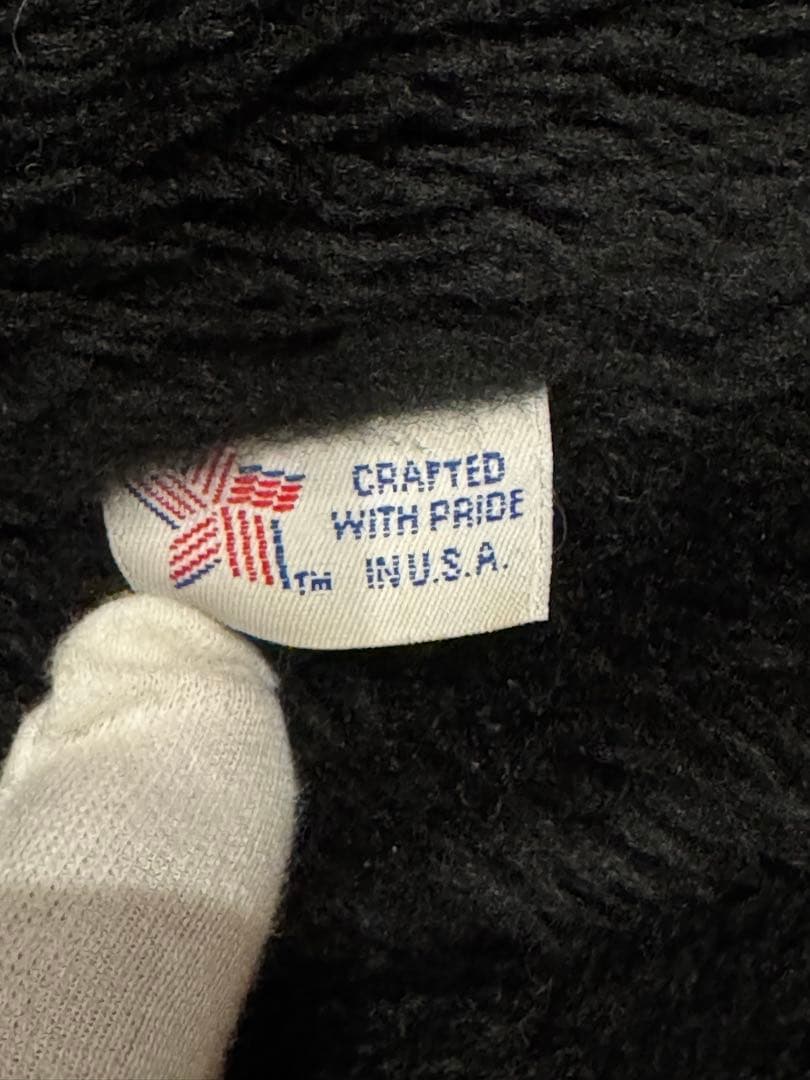 CRAFTED
WITH PRIDE
IN U.S.A.
TM